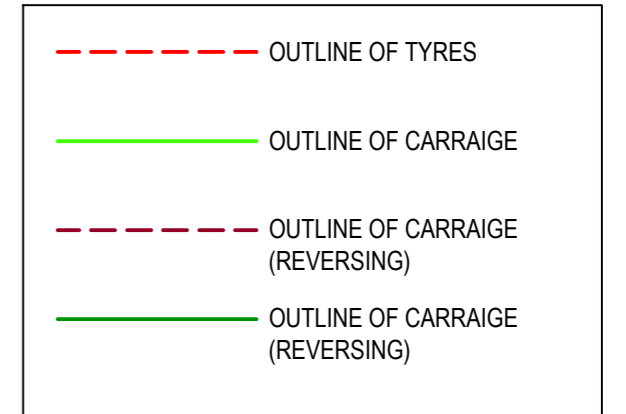 OUTLINE OF TYRES
OUTLINE OF CARRAIGE
OUTLINE OF CARRAIGE
(REVERSING)
OUTLINE OF CARRAIGE
(REVERSING)